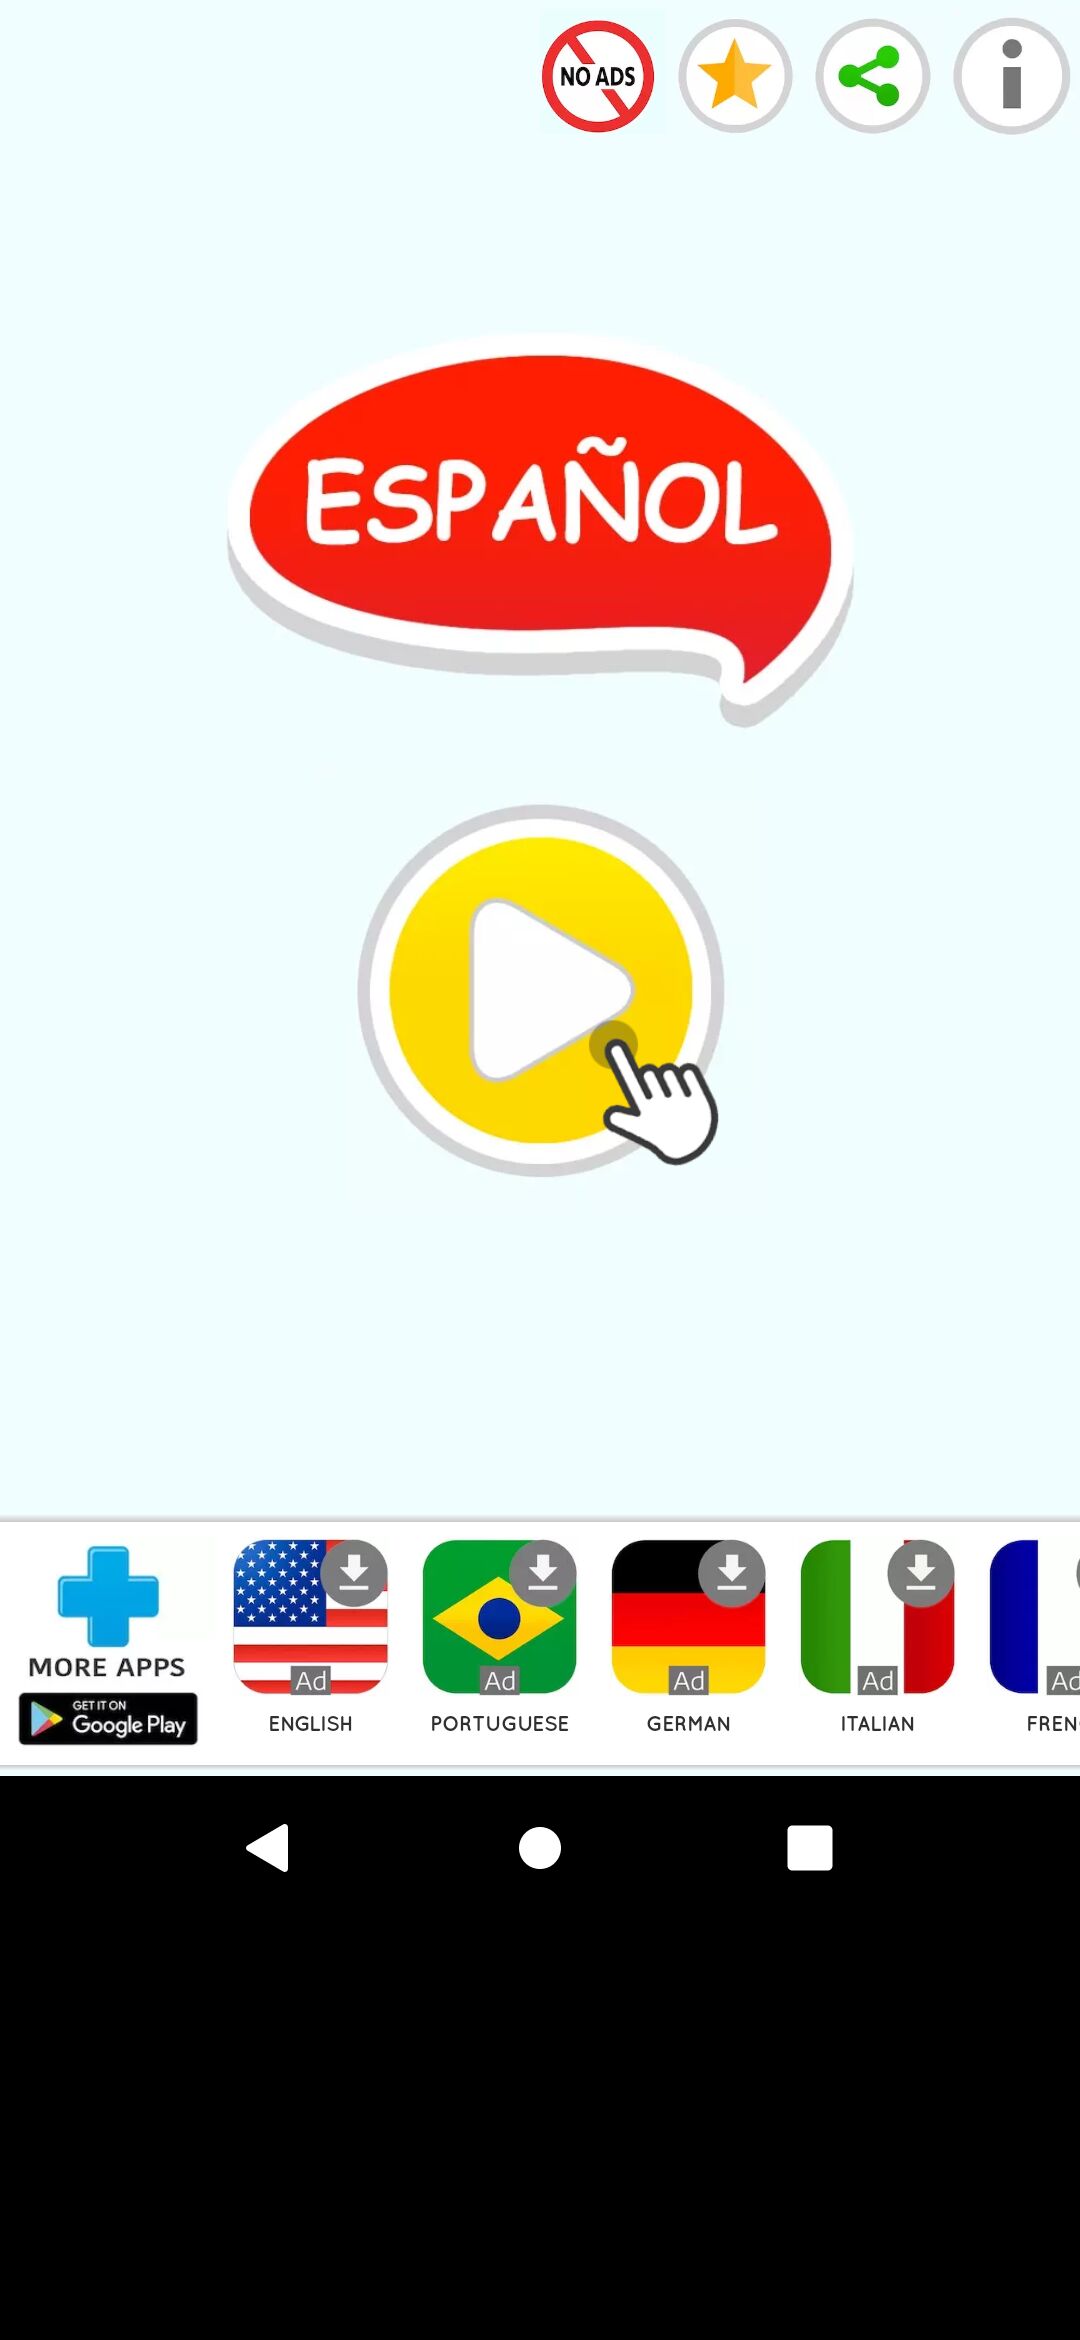 NO ADS
ESPAÑOL
MORE APPS
GET IT ON
Google Play
Ad
ENGLISH
Ad
PORTUGUESE
Ad
GERMAN
Ad
ITALIAN
Ad
FREN